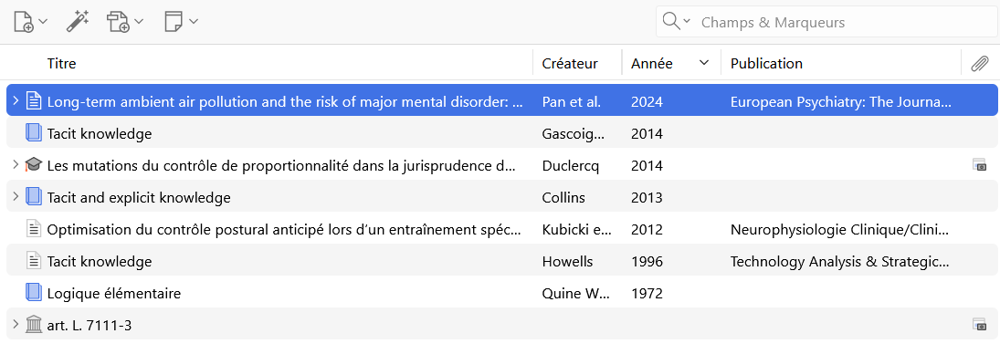 Champs & Marqueurs
Titre Créateur Année Publication
Long-term ambient air pollution and the risk of major mental disorder: ... Pan et al. 2024 European Psychiatry: The Journa...
Tacit knowledge Gascoig... 2014
Les mutations du contrôle de proportionnalité dans la jurisprudence d... Duclercq 2014
Tacit and explicit knowledge Collins 2013
Optimisation du contrôle postural anticipé lors d’un entraînement spéc... Kubicki e... 2012 Neurophysiologie Clinique/Clini...
Tacit knowledge Howells 1996 Technology Analysis & Strategic...
Logique élémentaire Quine W... 1972
art. L. 7111-3